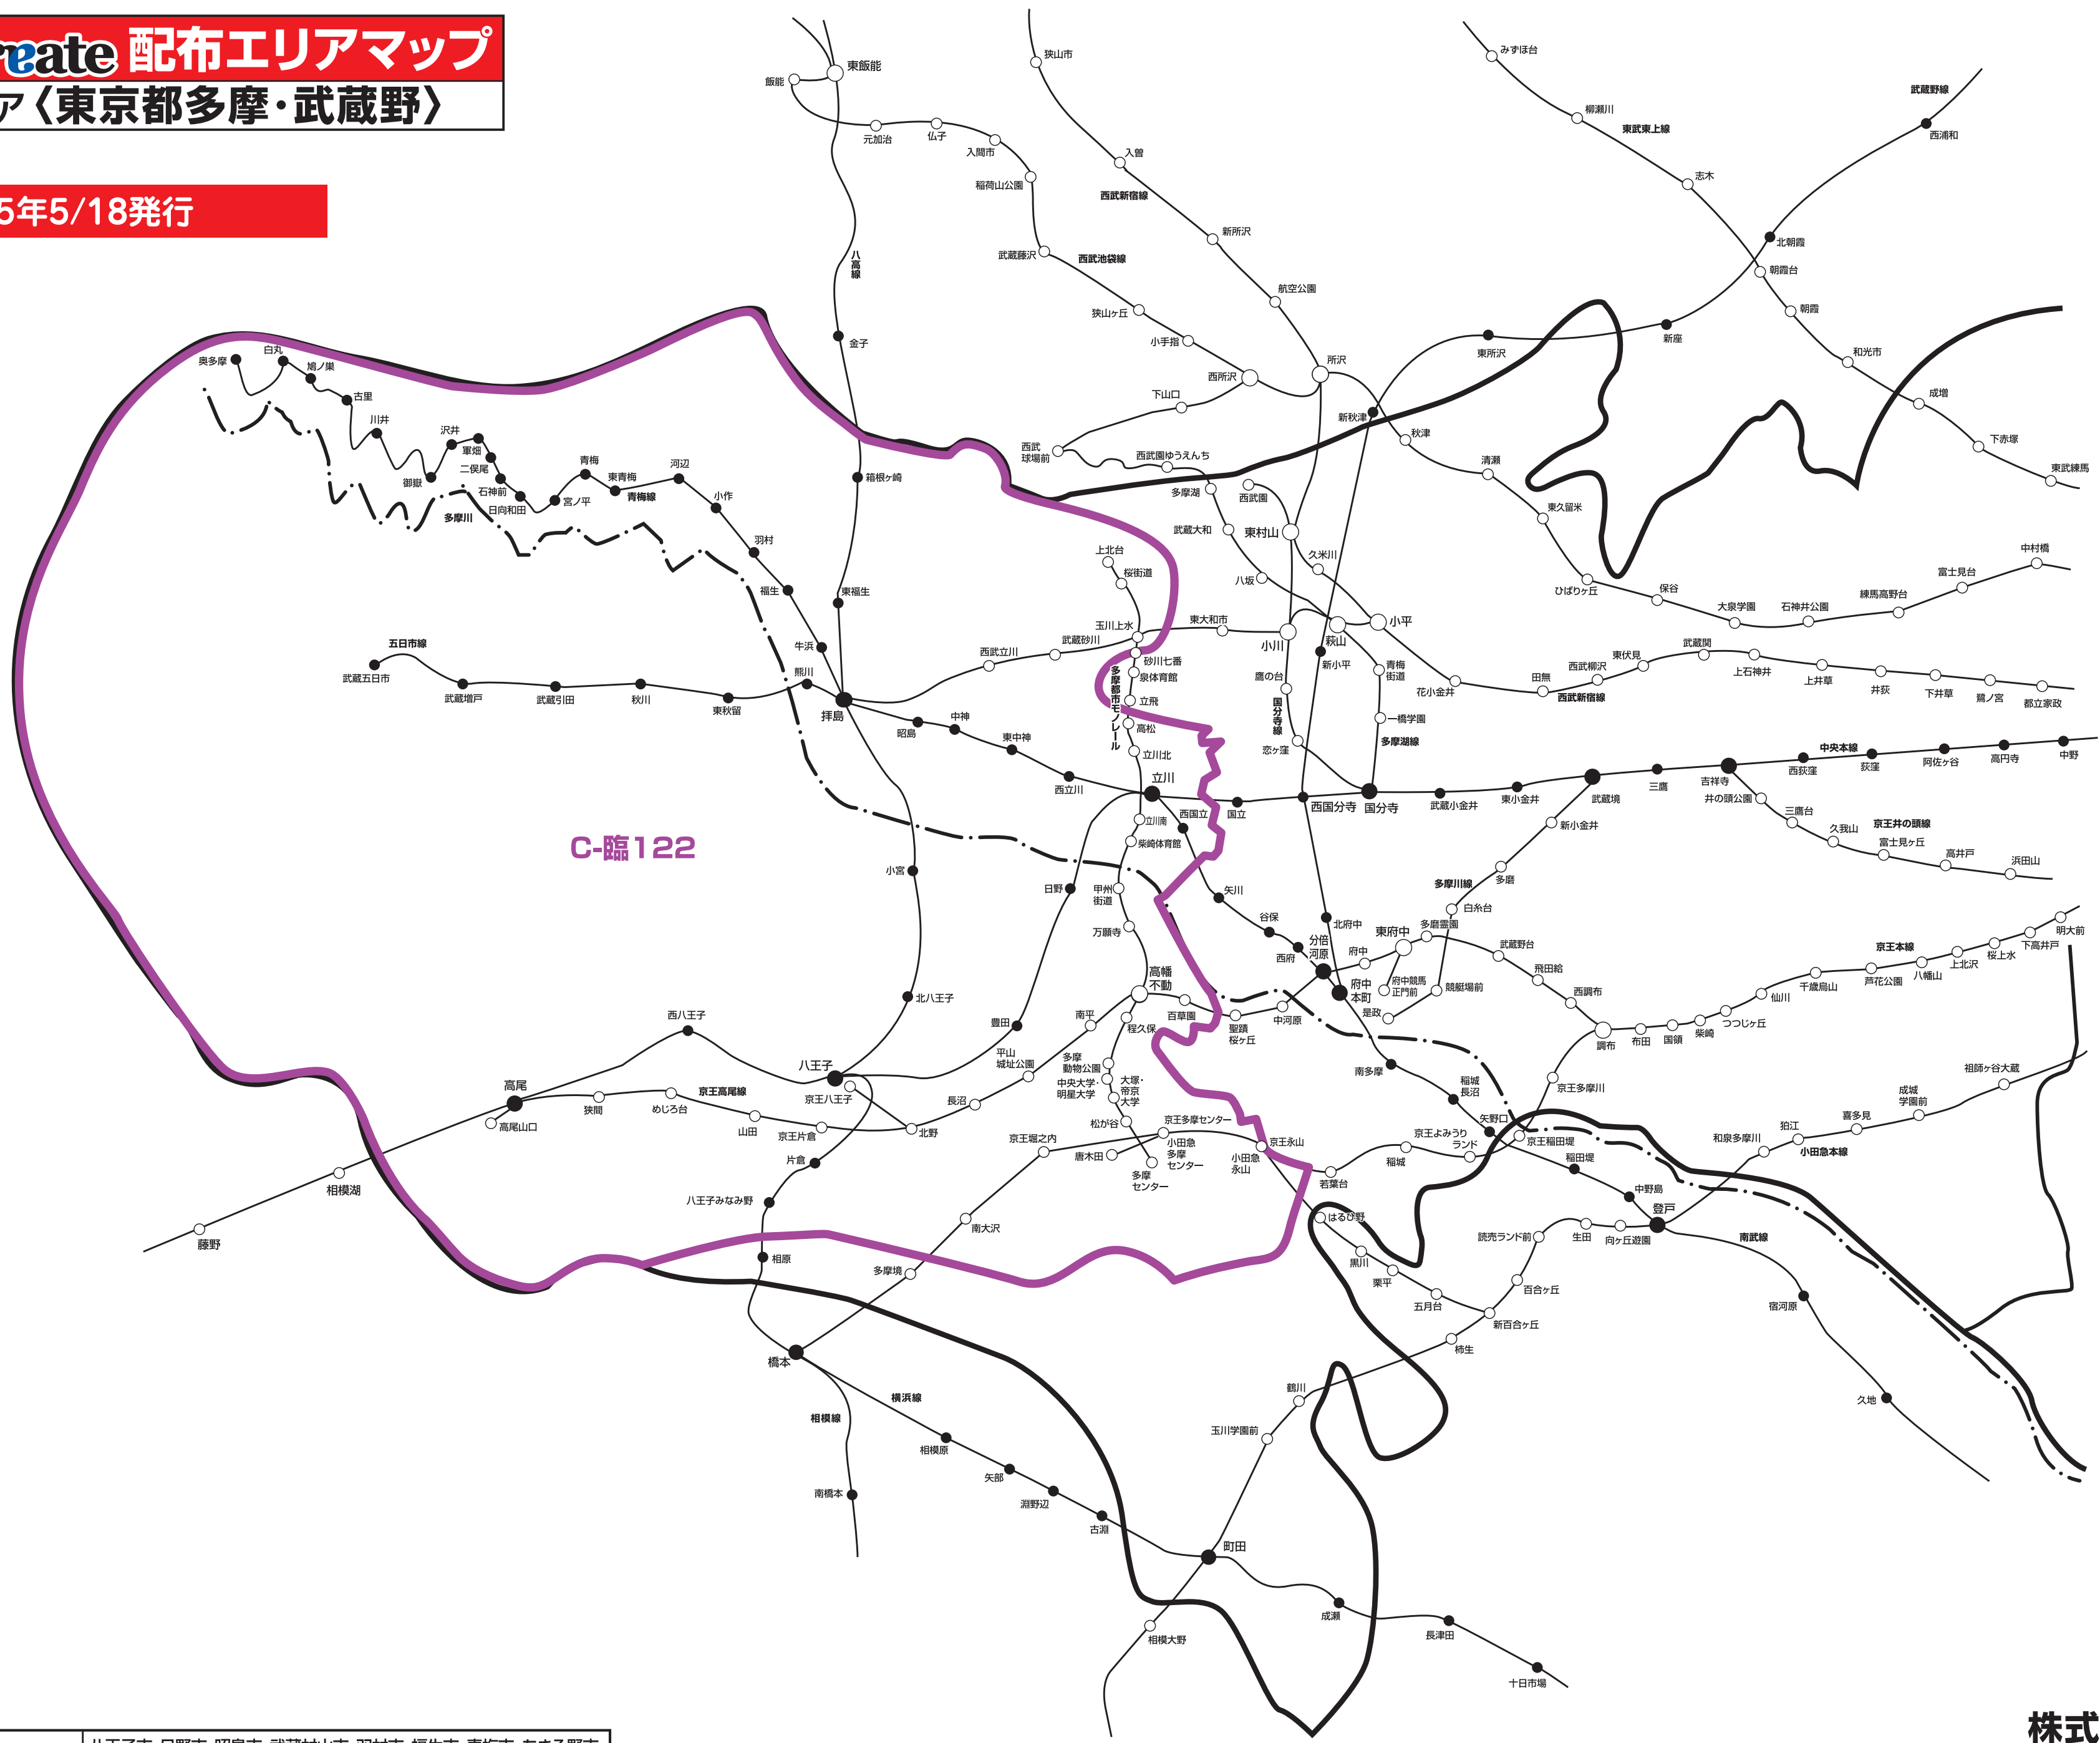 reate 配布エリアマップ
ア〈東京都多摩・武蔵野〉
5年5/18発行
東飯能
飯能
元加治
仏子
入間市
稲荷山公園
武蔵藤沢
西武池袋線
狭山ヶ丘
小手指
西所沢
下山口
西武
球場前
狭山市
入曽
西武新宿線
新所沢
航空公園
所沢
みずほ台
柳瀬川
東武東上線
志木
武蔵野線
西浦和
北朝霞
朝霞台
朝霞
和光市
成増
下赤塚
東武練馬
新座
東所沢
新秋津
秋津
清瀬
東久留米
ひばりヶ丘
保谷
大泉学園
石神井公園
練馬高野台
富士見台
中村橋
八高線
金子
箱根ヶ崎
東福生
奥多摩
白丸
鳩ノ巣
古里
川井
御嶽
沢井
軍畑
二俣尾
石神前
日向和田
宮ノ平
青梅
東青梅
青梅線
河辺
小作
羽村
福生
牛浜
多摩川
五日市線
武蔵五日市
武蔵増戸
武蔵引田
秋川
東秋留
熊川
拝島
昭島
中神
東中神
西立川
立川
西武立川
武蔵砂川
玉川上水
東大和市
上北台
桜街道
砂川七番
泉体育館
立飛
高松
立川北
多摩都市モノレール
立川南
柴崎体育館
甲州
街道
万願寺
高幡
不動
程久保
多摩
動物公園
中央大学・
明星大学
大塚・
帝京
大学
松が谷
多摩
センター
西武園ゆうえんち
多摩湖
西武園
武蔵大和
東村山
久米川
八坂
小川
萩山
小平
新小平
鷹の台
国分寺線
恋ヶ窪
青梅
街道
一橋学園
多摩湖線
花小金井
田無
西武新宿線
西武柳沢
東伏見
武蔵関
上石神井
上井草
井荻
下井草
鷺ノ宮
都立家政
国立
西国分寺
国分寺
武蔵小金井
東小金井
武蔵境
三鷹
吉祥寺
西荻窪
中央本線
荻窪
阿佐ヶ谷
高円寺
中野
井の頭公園
三鷹台
久我山
京王井の頭線
富士見ヶ丘
高井戸
浜田山
新小金井
多磨
多摩川線
白糸台
競艇場前
是政
西国立
矢川
谷保
西府
分倍
河原
北府中
府中
府中
本町
東府中
府中競馬
正門前
多磨霊園
武蔵野台
飛田給
西調布
調布
布田
国領
柴崎
つつじヶ丘
仙川
千歳烏山
芦花公園
八幡山
京王本線
上北沢
桜上水
下高井戸
明大前
C-臨122
小宮
北八王子
日野
豊田
八王子
京王八王子
西八王子
高尾
高尾山口
狭間
めじろ台
京王高尾線
山田
京王片倉
北野
長沼
平山
城址公園
南平
百草園
聖蹟
桜ヶ丘
中河原
相模湖
藤野
片倉
八王子みなみ野
相原
橋本
多摩境
南大沢
京王堀之内
京王多摩センター
唐木田
小田急
多摩
センター
京王永山
小田急
永山
若葉台
稲城
京王よみうり
ランド
京王稲田堤
京王多摩川
南多摩
稲城
長沼
矢野口
稲田堤
中野島
登戸
南武線
宿河原
久地
はるひ野
黒川
栗平
五月台
新百合ヶ丘
百合ヶ丘
読売ランド前
生田
向ヶ丘遊園
和泉多摩川
狛江
小田急本線
喜多見
成城
学園前
祖師ヶ谷大蔵
柿生
鶴川
玉川学園前
町田
相模大野
相模線
南橋本
横浜線
相模原
矢部
淵野辺
古淵
成瀬
長津田
十日市場
株式
八王子市・日野市・昭島市・武蔵村山市・羽村市・福生市・青梅市・あきる野市